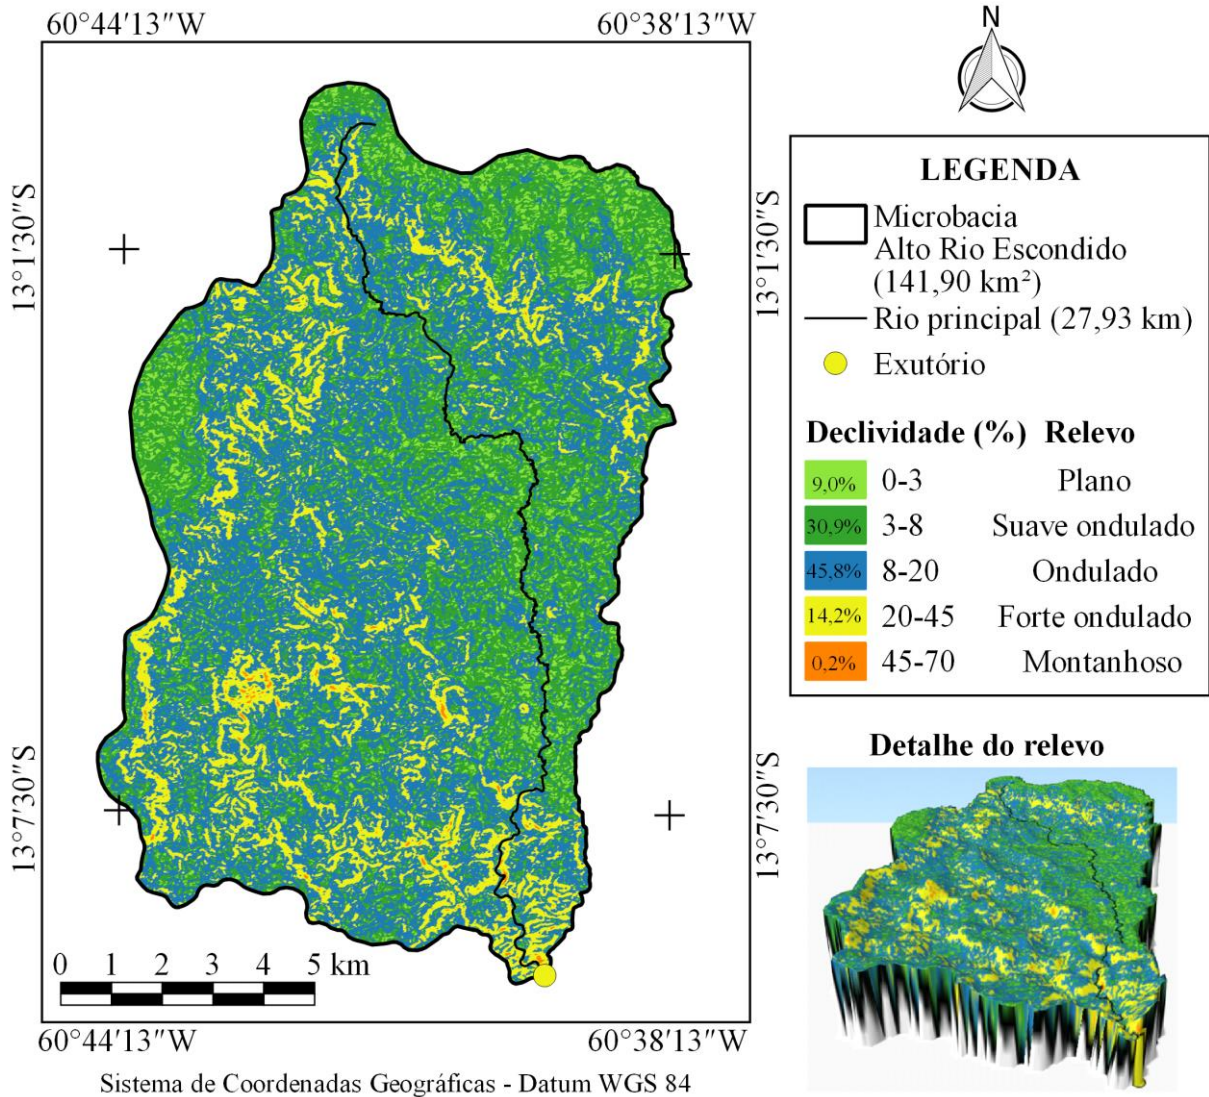 60°44'13"W
60°38'13"W
N
13°1'30"S
13°1'30"S
LEGENDA
Microbacia
Alto Rio Escondido
(141,90 km²)
Rio principal (27,93 km)
Exutório
Declividade (%) Relevo
9,0% 0-3 Plano
30,9% 3-8 Suave ondulado
45,8% 8-20 Ondulado
14,2% 20-45 Forte ondulado
0,2% 45-70 Montanhoso
13°7'30"S
13°7'30"S
Detalhe do relevo
0 1 2 3 4 5 km
60°44'13"W
60°38'13"W
Sistema de Coordenadas Geográficas - Datum WGS 84